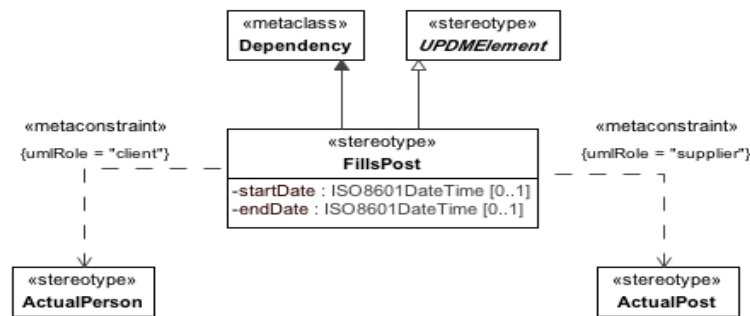 «metaclass»
Dependency
«stereotype»
UPDMElement
«metaconstraint»
{umlRole = "client"}
«stereotype»
FillsPost
-startDate : ISO8601DateTime [0..1]
-endDate : ISO8601DateTime [0..1]
«metaconstraint»
{umlRole = "supplier"}
«stereotype»
ActualPerson
«stereotype»
ActualPost